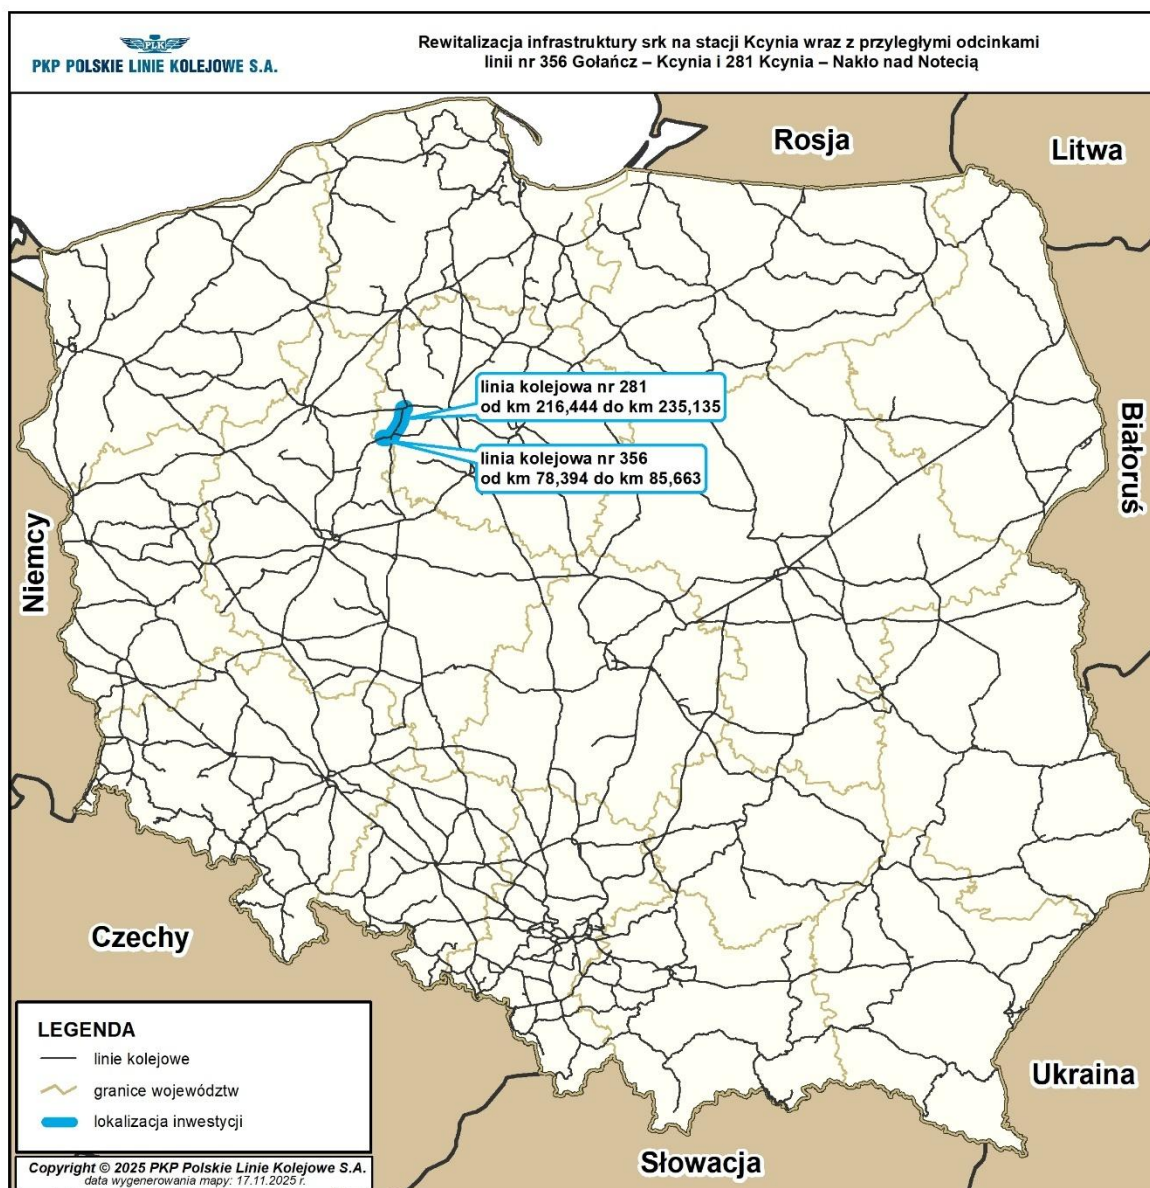 PLK
PKP POLSKIE LINIE KOLEJOWE S.A.
Rewitalizacja infrastruktury srk na stacji Kcynia wraz z przyległymi odcinkami
linii nr 356 Gołańcz – Kcynia i 281 Kcynia – Nakło nad Notecią
Rosja
Litwa
linia kolejowa nr 281
od km 216,444 do km 235,135
linia kolejowa nr 356
od km 78,394 do km 85,663
Białoruś
Niemcy
Czechy
LEGENDA
linie kolejowe
granice województw
lokalizacja inwestycji
Ukraina
Słowacja
Copyright © 2025 PKP Polskie Linie Kolejowe S.A.
data wygenerowania mapy: 17.11.2025 r.